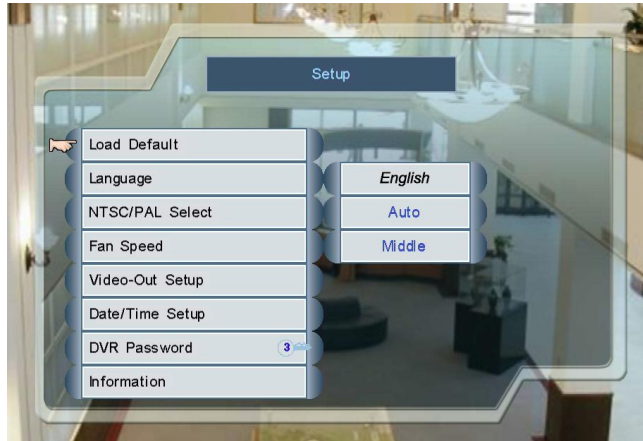 Setup
Load Default
Language English
NTSC/PAL Select Auto
Fan Speed Middle
Video-Out Setup
Date/Time Setup
DVR Password 3
Information